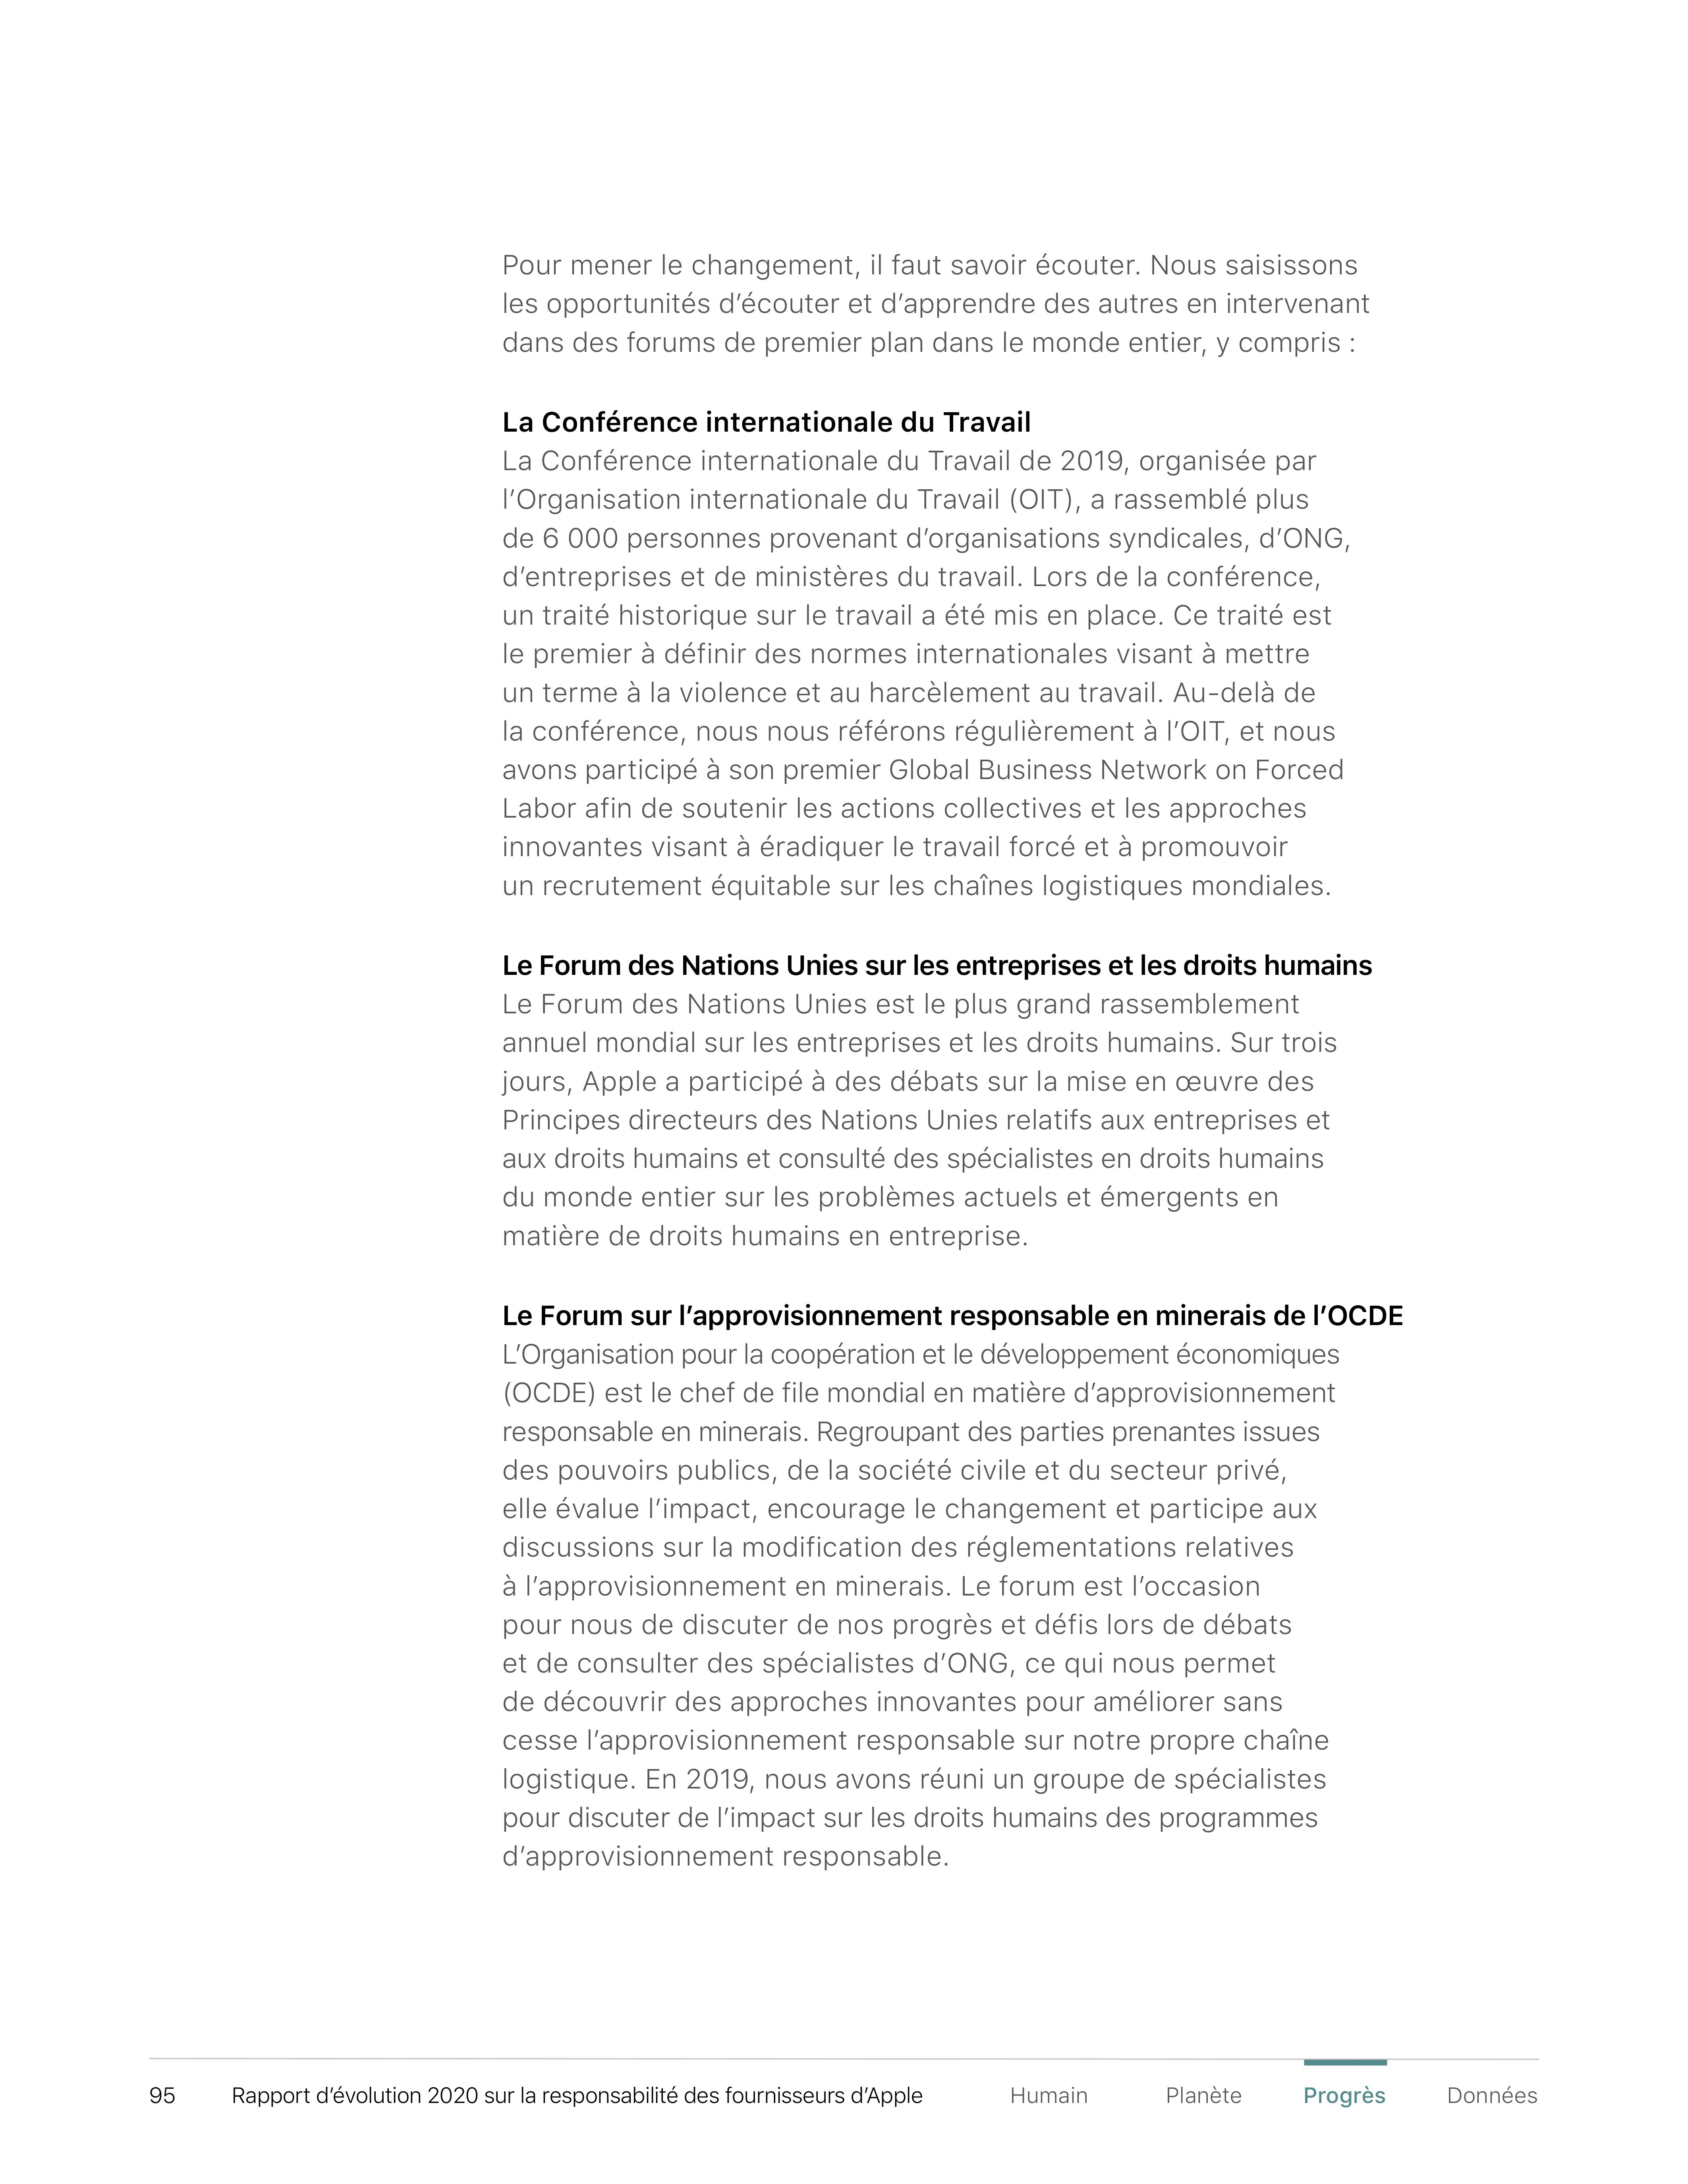 Pour mener le changement, il faut savoir écouter. Nous saisissons
les opportunités d’écouter et d’apprendre des autres en intervenant
dans des forums de premier plan dans le monde entier, y compris :
La Conférence internationale du Travail
La Conférence internationale du Travail de 2019, organisée par
l’Organisation internationale du Travail (OIT), a rassemblé plus
de 6 000 personnes provenant d’organisations syndicales, d’ONG,
d’entreprises et de ministères du travail. Lors de la conférence,
un traité historique sur le travail a été mis en place. Ce traité est
le premier à définir des normes internationales visant à mettre
un terme à la violence et au harcèlement au travail. Au-delà de
la conférence, nous nous référons régulièrement à l’OIT, et nous
avons participé à son premier Global Business Network on Forced
Labor afin de soutenir les actions collectives et les approches
innovantes visant à éradiquer le travail forcé et à promouvoir
un recrutement équitable sur les chaînes logistiques mondiales.
Le Forum des Nations Unies sur les entreprises et les droits humains
Le Forum des Nations Unies est le plus grand rassemblement
annuel mondial sur les entreprises et les droits humains. Sur trois
jours, Apple a participé à des débats sur la mise en œuvre des
Principes directeurs des Nations Unies relatifs aux entreprises et
aux droits humains et consulté des spécialistes en droits humains
du monde entier sur les problèmes actuels et émergents en
matière de droits humains en entreprise.
Le Forum sur l’approvisionnement responsable en minerais de l’OCDE
L’Organisation pour la coopération et le développement économiques
(OCDE) est le chef de file mondial en matière d’approvisionnement
responsable en minerais. Regroupant des parties prenantes issues
des pouvoirs publics, de la société civile et du secteur privé,
elle évalue l’impact, encourage le changement et participe aux
discussions sur la modification des réglementations relatives
à l’approvisionnement en minerais. Le forum est l’occasion
pour nous de discuter de nos progrès et défis lors de débats
et de consulter des spécialistes d’ONG, ce qui nous permet
de découvrir des approches innovantes pour améliorer sans
cesse l’approvisionnement responsable sur notre propre chaîne
logistique. En 2019, nous avons réuni un groupe de spécialistes
pour discuter de l’impact sur les droits humains des programmes
d’approvisionnement responsable.
95 Rapport d’évolution 2020 sur la responsabilité des fournisseurs d’Apple Humain Planète Progrès Données